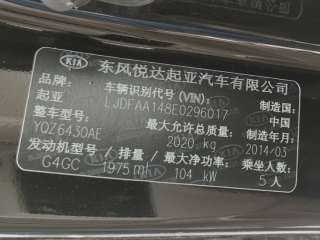 KIA 东风悦达起亚汽车有限公司
品牌: 车辆识别代号 (VIN): 制造国:
起亚 LJDFAA148E0296017 中国
整车型号: 最大允许总质量: 制造年月:
YQZ6430AE 2020 kg 2014/03
发动机型号 / 排量 / 最大净功率: 乘坐人数:
G4GC 1975 ml 104 kW 5人